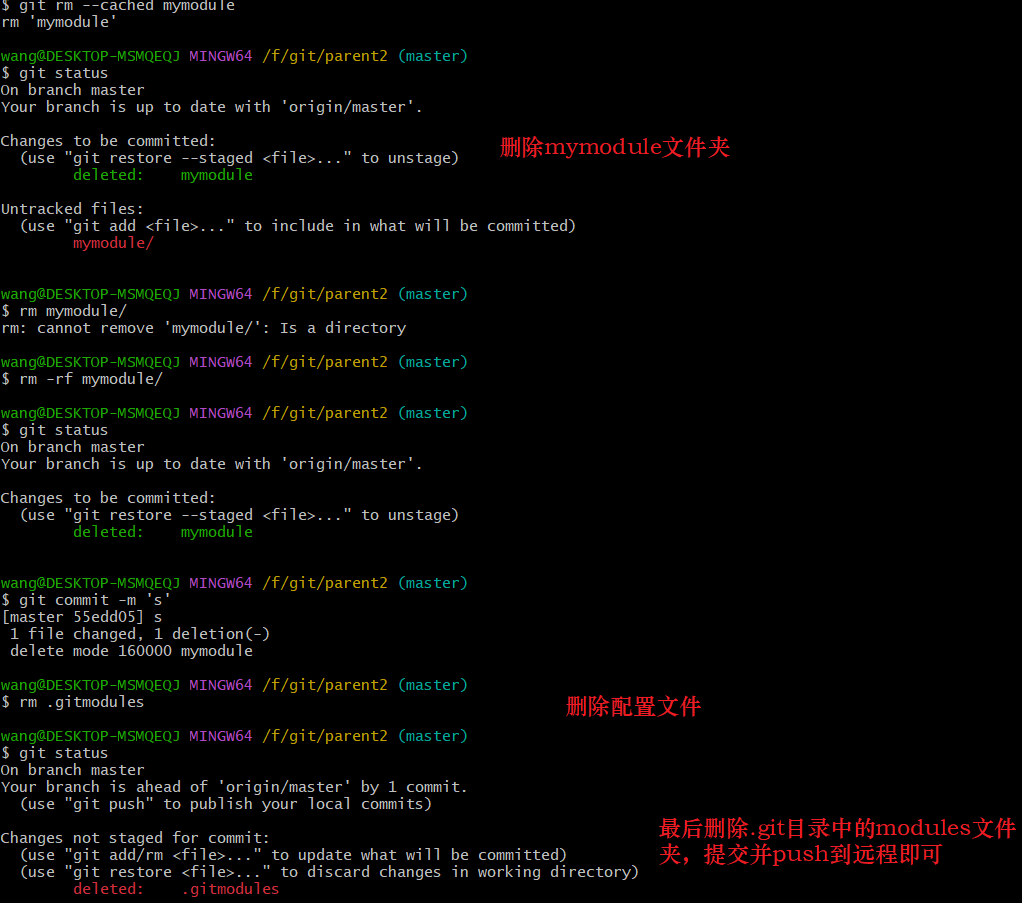 $ git rm --cached mymodule
rm 'mymodule'
wang@DESKTOP-MSMQEQJ MINGW64 /f/git/parent2 (master)
$ git status
On branch master
Your branch is up to date with 'origin/master'.
Changes to be committed:
(use "git restore --staged <file>..." to unstage)
删除mymodule文件夹
deleted: mymodule
Untracked files:
(use "git add <file>..." to include in what will be committed)
mymodule/
wang@DESKTOP-MSMQEQJ MINGW64 /f/git/parent2 (master)
$ rm mymodule/
rm: cannot remove 'mymodule/': Is a directory
wang@DESKTOP-MSMQEQJ MINGW64 /f/git/parent2 (master)
$ rm -rf mymodule/
wang@DESKTOP-MSMQEQJ MINGW64 /f/git/parent2 (master)
$ git status
On branch master
Your branch is up to date with 'origin/master'.
Changes to be committed:
(use "git restore --staged <file>..." to unstage)
deleted: mymodule
wang@DESKTOP-MSMQEQJ MINGW64 /f/git/parent2 (master)
$ git commit -m 's'
[master 55edd05] s
1 file changed, 1 deletion(-)
delete mode 160000 mymodule
wang@DESKTOP-MSMQEQJ MINGW64 /f/git/parent2 (master)
$ rm .gitmodules
删除配置文件
wang@DESKTOP-MSMQEQJ MINGW64 /f/git/parent2 (master)
$ git status
On branch master
Your branch is ahead of 'origin/master' by 1 commit.
(use "git push" to publish your local commits)
Changes not staged for commit:
(use "git add/rm <file>..." to update what will be committed)
(use "git restore <file>..." to discard changes in working directory)
deleted: .gitmodules
最后删除.git目录中的modules文件
夹，提交并push到远程即可